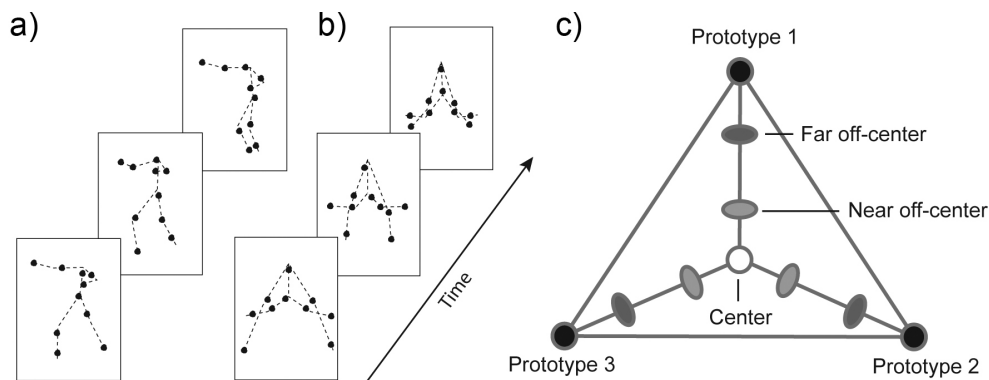 a)
b)
c)
Time
Prototype 1
Far off-center
Near off-center
Center
Prototype 3
Prototype 2